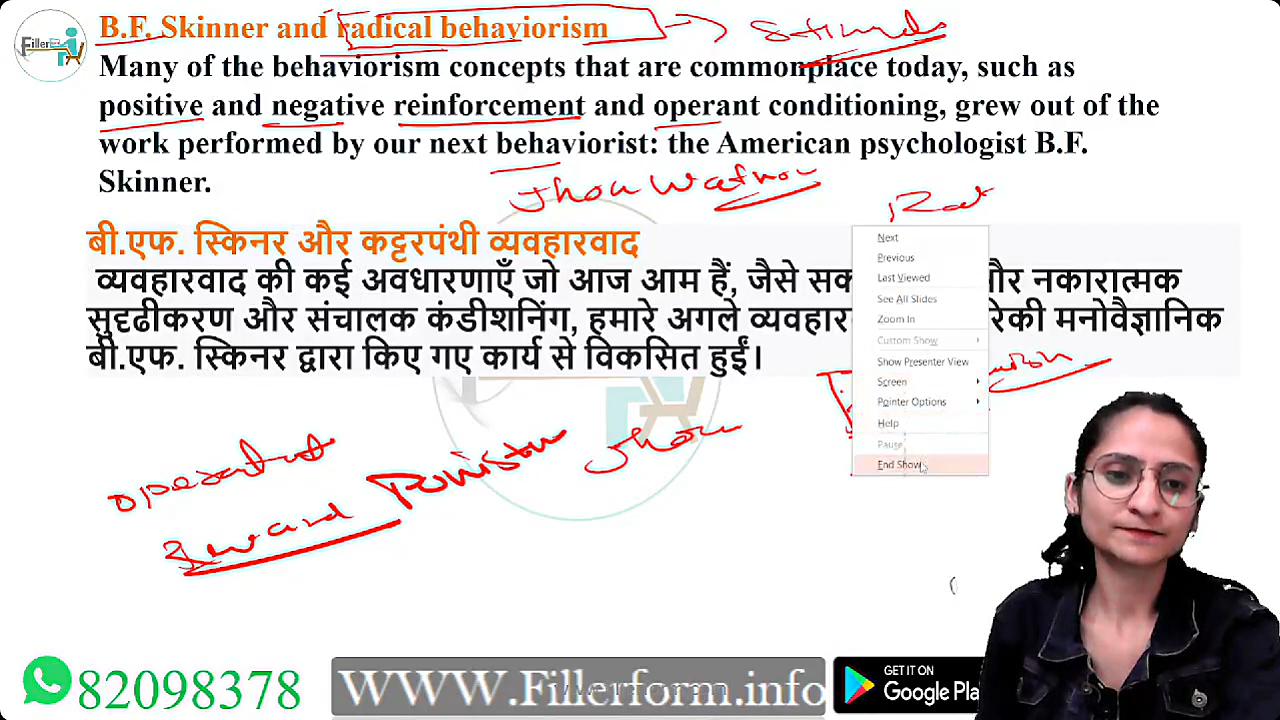 Filler
B.F. Skinner and radical behaviorism
Many of the behaviorism concepts that are commonplace today, such as
positive and negative reinforcement and operant conditioning, grew out of the
work performed by our next behaviorist: the American psychologist B.F.
Skinner.
Jhon Watson
Rat
बी.एफ. स्किनर और कट्टरपंथी व्यवहारवाद
व्यवहारवाद की कई अवधारणाएँ जो आज आम हैं, जैसे और नकारात्मक
सुदृढीकरण और संचालक कंडीशनिंग, हमारे अगले मनोवैज्ञानिक
बी.एफ. स्किनर द्वारा किए गए कार्य से विकसित हुईं।
Next
Previous
Last Viewed
See All Slides
Zoom In
Custom Show
Show Presenter View
Screen
Pointer Options
Help
Pause
End Show
Jhon
reward
82098378
WWW.Fillerform.info
GET IT ON
Google Pla